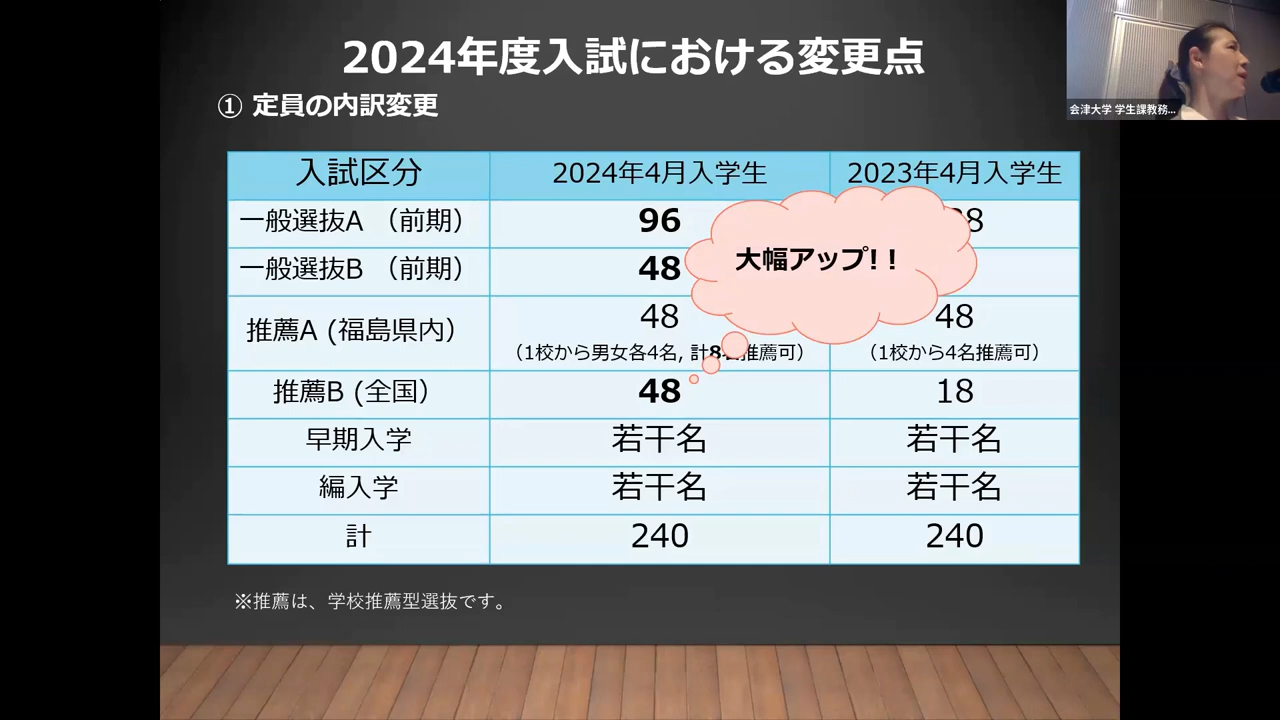 2024年度入試における変更点
① 定員の内訳変更
会津大学 学生課教務...
入試区分 2024年4月入学生 2023年4月入学生
一般選抜A （前期） 96 8
一般選抜B （前期） 48
大幅アップ！！
推薦A (福島県内） 48 48
（1校から男女各4名, 計8 推薦可） （1校から4名推薦可）
推薦B (全国） 48 18
早期入学 若干名 若干名
編入学 若干名 若干名
計 240 240
※推薦は、学校推薦型選抜です。